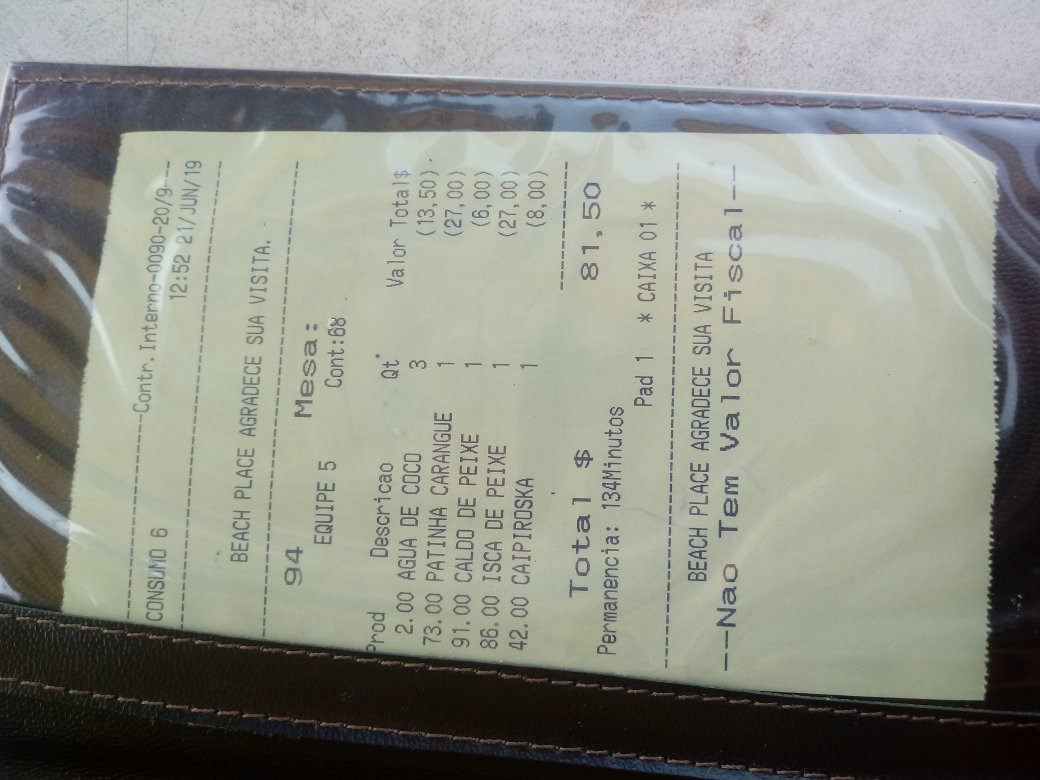 --------------Contr.Interno-0090-20/9---
CONSUMO 6 12:52 21/JUN/19
----------------------------------------
BEACH PLACE AGRADECE SUA VISITA.
----------------------------------------
94 Mesa:
EQUIPE 5 Cont:68
Prod Descricao Qt Valor Total$
2.00 AGUA DE COCO 3 (13,50)
73.00 PATINHA CARANGUE 1 (27,00)
91.00 CALDO DE PEIXE 1 (6,00)
86.00 ISCA DE PEIXE 1 (27,00)
42.00 CAIPIROSKA 1 (8,00)
------------
Total $ 81,50
Permanencia: 134Minutos
Pad 1 * CAIXA 01 *
----------------------------------------
BEACH PLACE AGRADECE SUA VISITA
--Nao Tem Valor Fiscal--